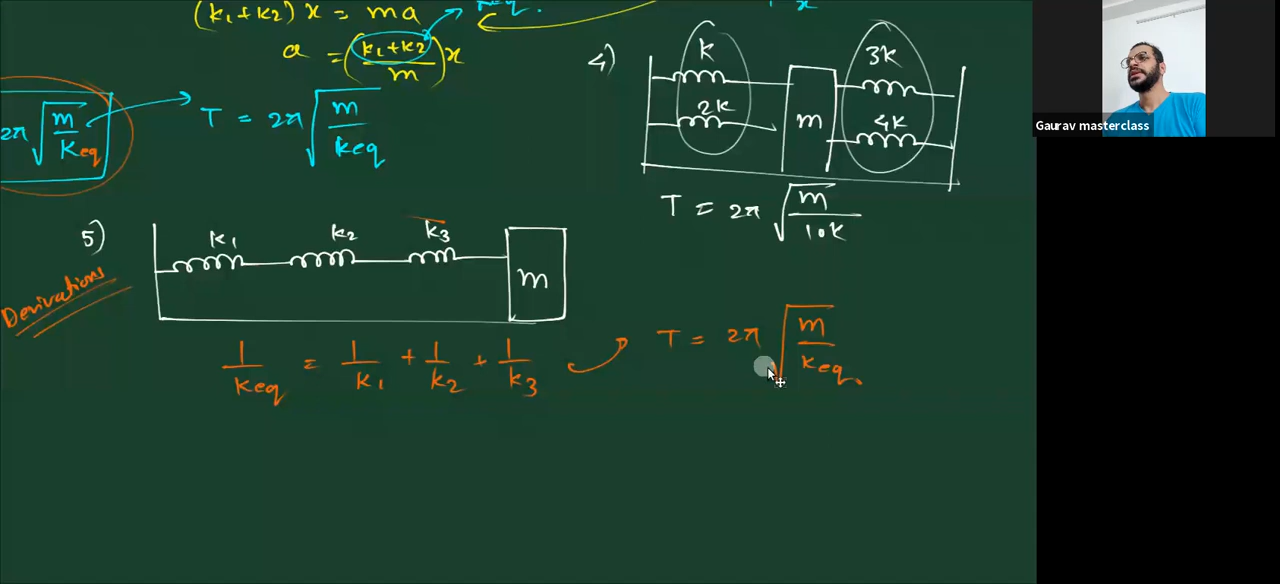 (k₁+k₂) x = ma
a = (k₁+k₂/m) x
2π √m/Keq
T = 2π √m/keq
4)
k
2k
m
3k
4k
T = 2π √m/10k
5)
k₁
k₂
k₃
m
Derivations
1/keq = 1/k₁ + 1/k₂ + 1/k₃
T = 2π √m/keq.
Gaurav masterclass